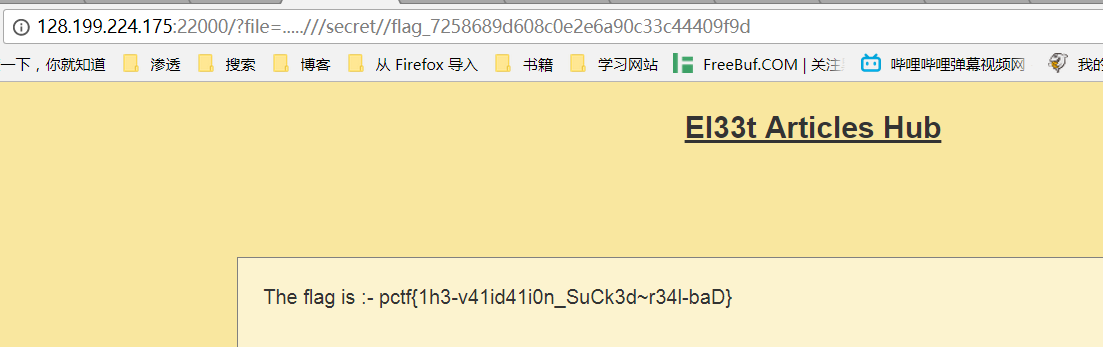 128.199.224.175:22000/?file=.....///secret//flag_7258689d608c0e2e6a90c33c44409f9d
一下，你就知道 渗透 搜索 博客 从 Firefox 导入 书籍 学习网站 FreeBuf.COM | 关注 哔哩哔哩弹幕视频网 我的
El33t Articles Hub
The flag is :- pctf{1h3-v41id41i0n_SuCk3d~r34l-baD}